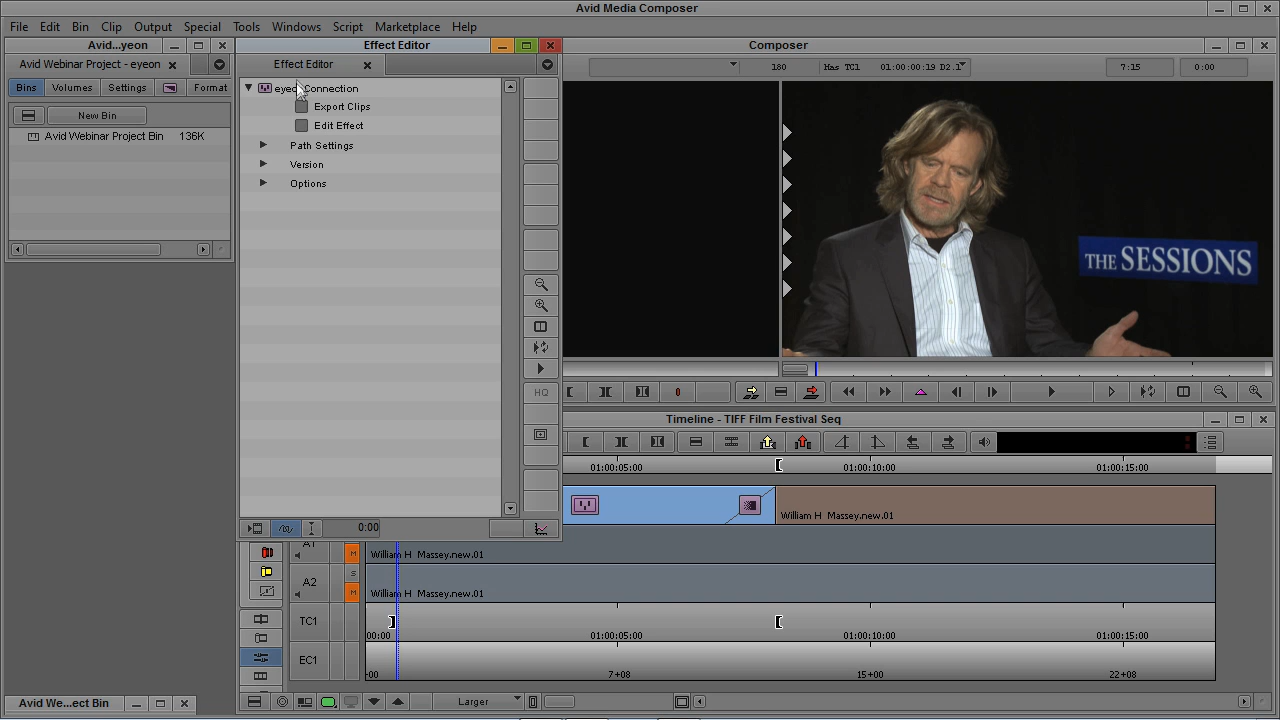 Avid Media Composer
File Edit Bin Clip Output Special Tools Windows Script Marketplace Help
Avid...yeon
Effect Editor
Composer
Avid Webinar Project - eyeon
Effect Editor
180 Has TC1 01:00:00:19 D2.1 7:15 0:00
Bins Volumes Settings Format
Connection
New Bin
Export Clips
Avid Webinar Project Bin 136K
Edit Effect
Path Settings
Version
Options
THE SESSIONS
HQ
Timeline - TIFF Film Festival Seq
01:00:05:00 01:00:10:00 01:00:15:00
William H Massey.new.01
0:00
A1 M William H Massey.new.01
S
A2 M William H Massey.new.01
TC1 00:00 01:00:05:00 01:00:10:00 01:00:15:00
EC1 :00 7+08 15+00 22+08
Avid We...ect Bin
Larger